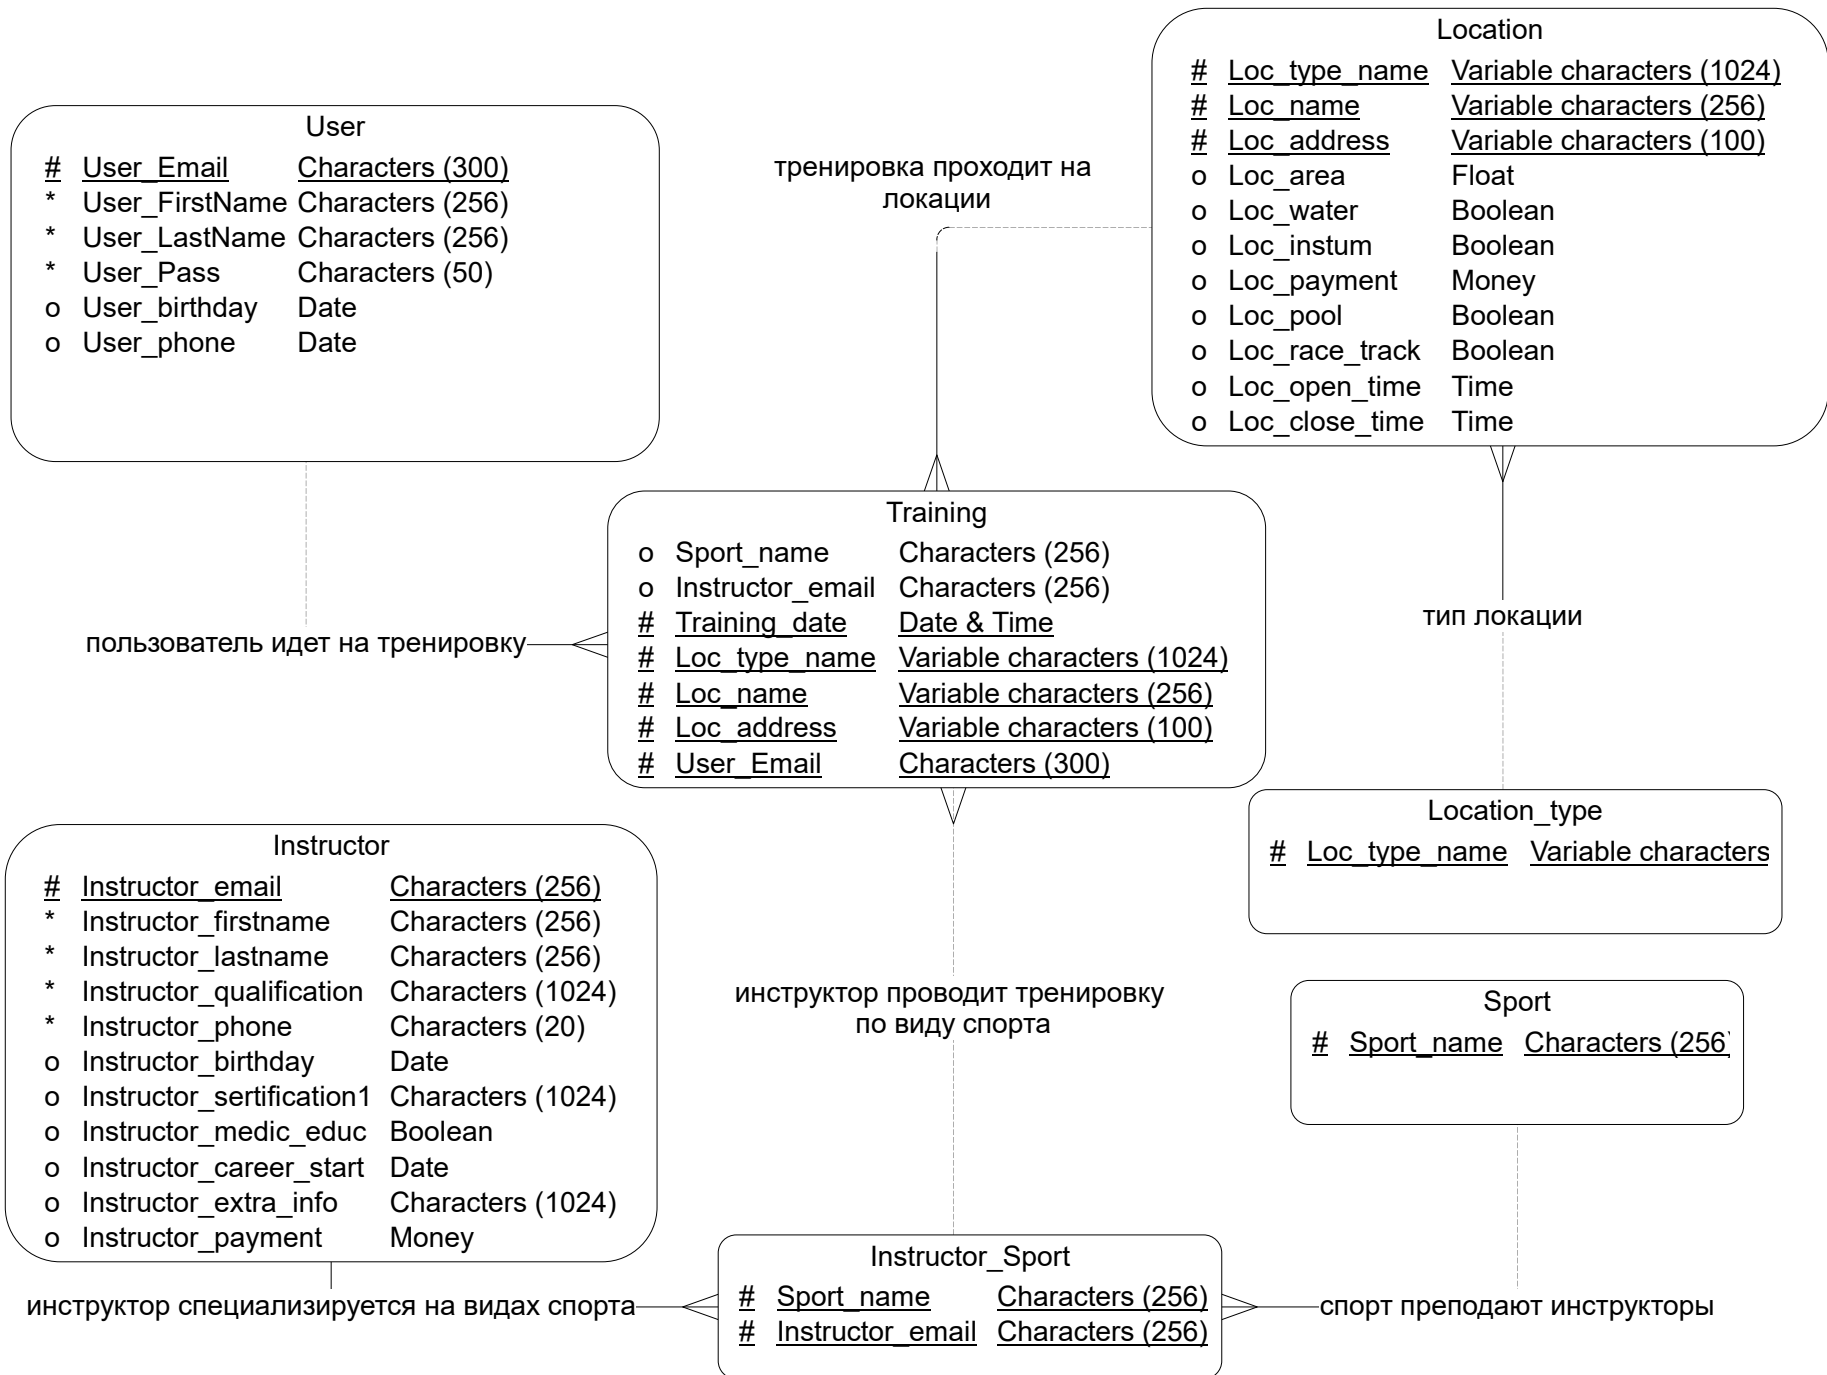 Location
# Loc_type_name Variable characters (1024)
# Loc_name Variable characters (256)
# Loc_address Variable characters (100)
o Loc_area Float
o Loc_water Boolean
o Loc_instum Boolean
o Loc_payment Money
o Loc_pool Boolean
o Loc_race_track Boolean
o Loc_open_time Time
o Loc_close_time Time
User
# User_Email Characters (300)
* User_FirstName Characters (256)
* User_LastName Characters (256)
* User_Pass Characters (50)
o User_birthday Date
o User_phone Date
тренировка проходит на
локации
Training
o Sport_name Characters (256)
o Instructor_email Characters (256)
# Training_date Date & Time
# Loc_type_name Variable characters (1024)
# Loc_name Variable characters (256)
# Loc_address Variable characters (100)
# User_Email Characters (300)
пользователь идет на тренировку
тип локации
Location_type
# Loc_type_name Variable characters
Instructor
# Instructor_email Characters (256)
* Instructor_firstname Characters (256)
* Instructor_lastname Characters (256)
* Instructor_qualification Characters (1024)
* Instructor_phone Characters (20)
o Instructor_birthday Date
o Instructor_sertification1 Characters (1024)
o Instructor_medic_educ Boolean
o Instructor_career_start Date
o Instructor_extra_info Characters (1024)
o Instructor_payment Money
инструктор проводит тренировку
по виду спорта
Sport
# Sport_name Characters (256)
Instructor_Sport
# Sport_name Characters (256)
# Instructor_email Characters (256)
инструктор специализируется на видах спорта
спорт преподают инструкторы